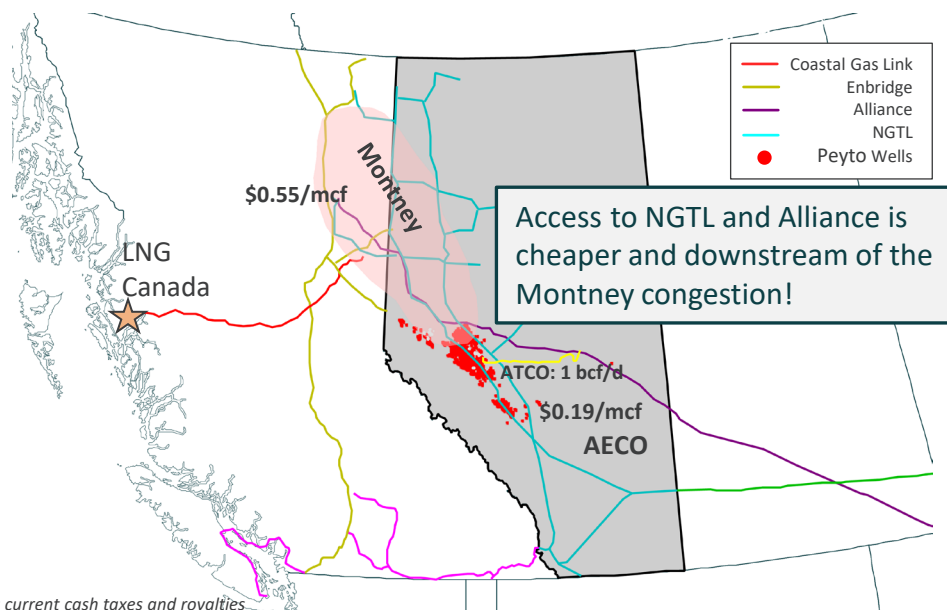 Coastal Gas Link
Enbridge
Alliance
NGTL
Peyto Wells
Montney
$0.55/mcf
Access to NGTL and Alliance is
cheaper and downstream of the
Montney congestion!
LNG
Canada
ATCO: 1 bcf/d
$0.19/mcf
AECO
current cash taxes and royalties